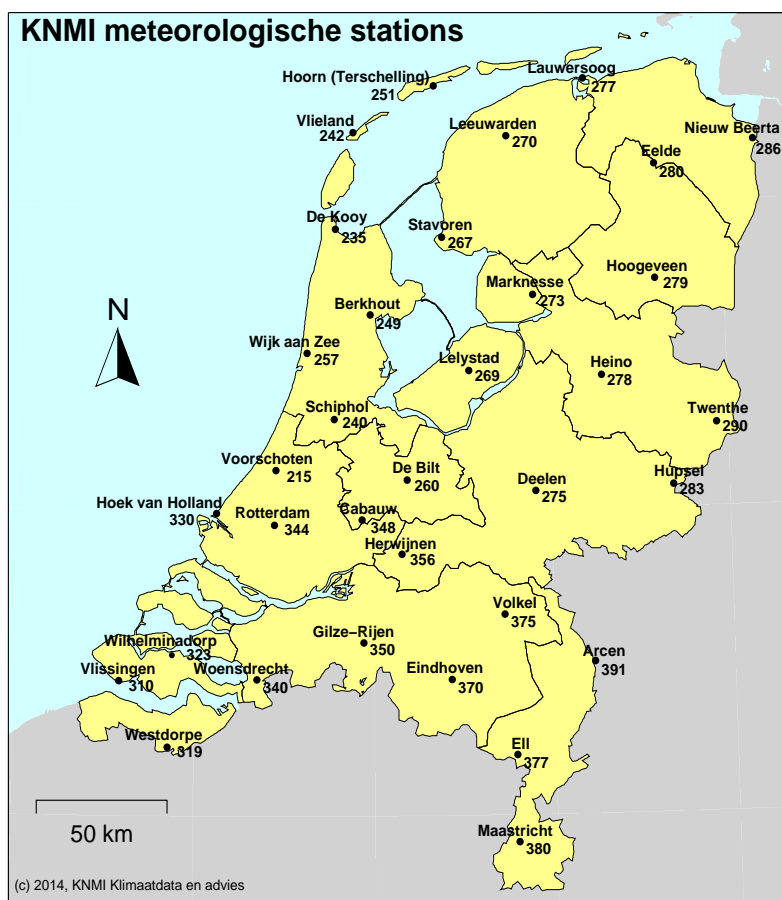 KNMI meteorologische stations
Lauwersoog
277
Hoorn (Terschelling)
251
Vlieland
242
Leeuwarden
270
Nieuw Beerta
286
Eelde
280
De Kooy
235
Stavoren
267
Hoogeveen
279
Marknesse
273
Berkhout
249
N
Wijk aan Zee
257
Lelystad
269
Heino
278
Twenthe
290
Schiphol
240
Voorschoten
215
De Bilt
260
Deelen
275
Hupsel
283
Hoek van Holland
330
Rotterdam
344
Cabauw
348
Herwijnen
356
Volkel
375
Gilze-Rijen
350
Wilhelminadorp
323
Arcen
391
Vlissingen
310
Woensdrecht
340
Eindhoven
370
Westdorpe
319
Ell
377
50 km
Maastricht
380
(c) 2014, KNMI Klimaatdata en advies